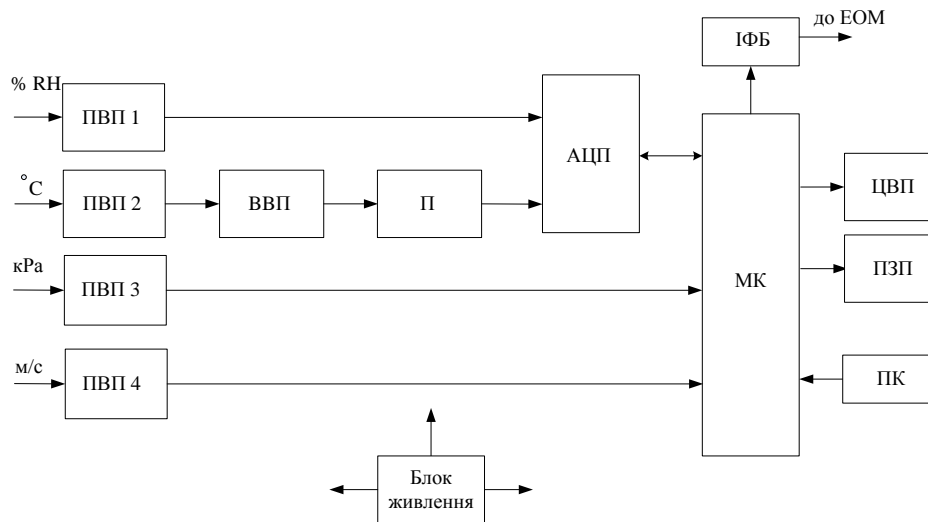 до ЕОМ
ІФБ
% RH
ПВП 1
АЦП
°C
ПВП 2
ВВП
П
ЦВП
кPa
ПВП 3
МК
ПЗП
м/с
ПВП 4
ПК
Блок
живлення